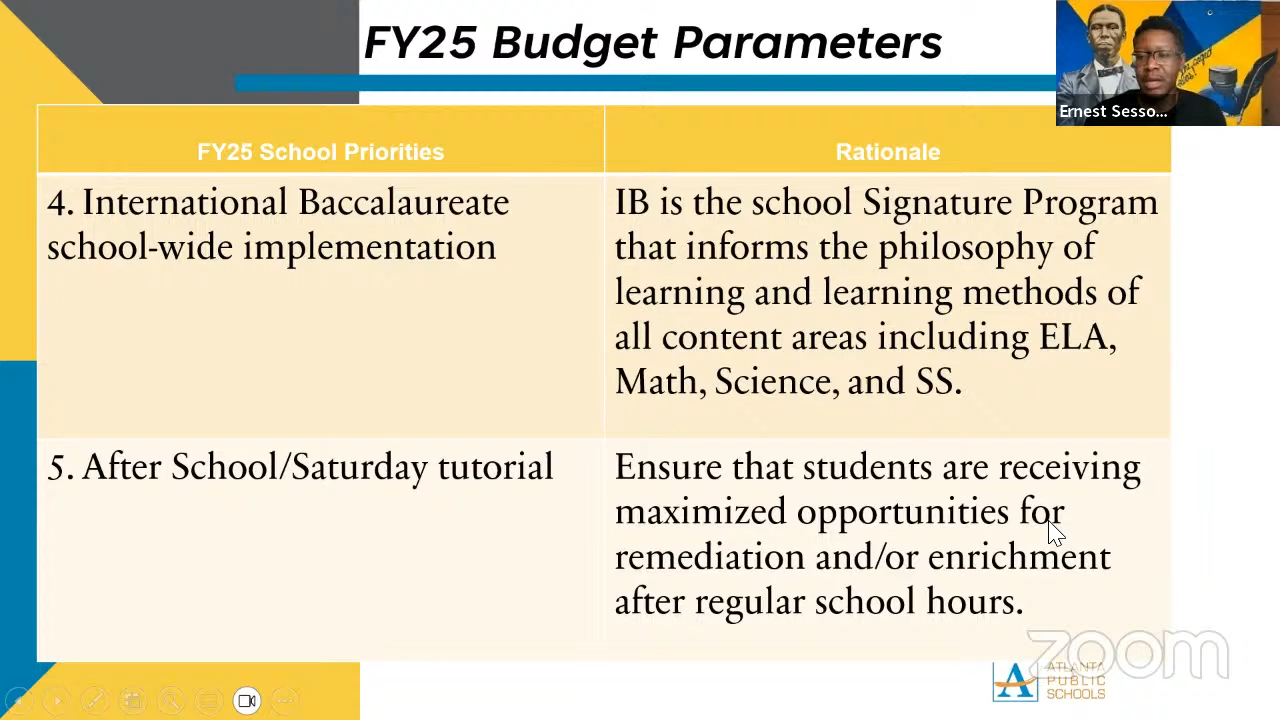 FY25 Budget Parameters
Ernest Sesso...
FY25 School Priorities
Rationale
4. International Baccalaureate
school-wide implementation
IB is the school Signature Program
that informs the philosophy of
learning and learning methods of
all content areas including ELA,
Math, Science, and SS.
5. After School/Saturday tutorial
Ensure that students are receiving
maximized opportunities for
remediation and/or enrichment
after regular school hours.
zoom
ATLANTA
PUBLIC
SCHOOLS